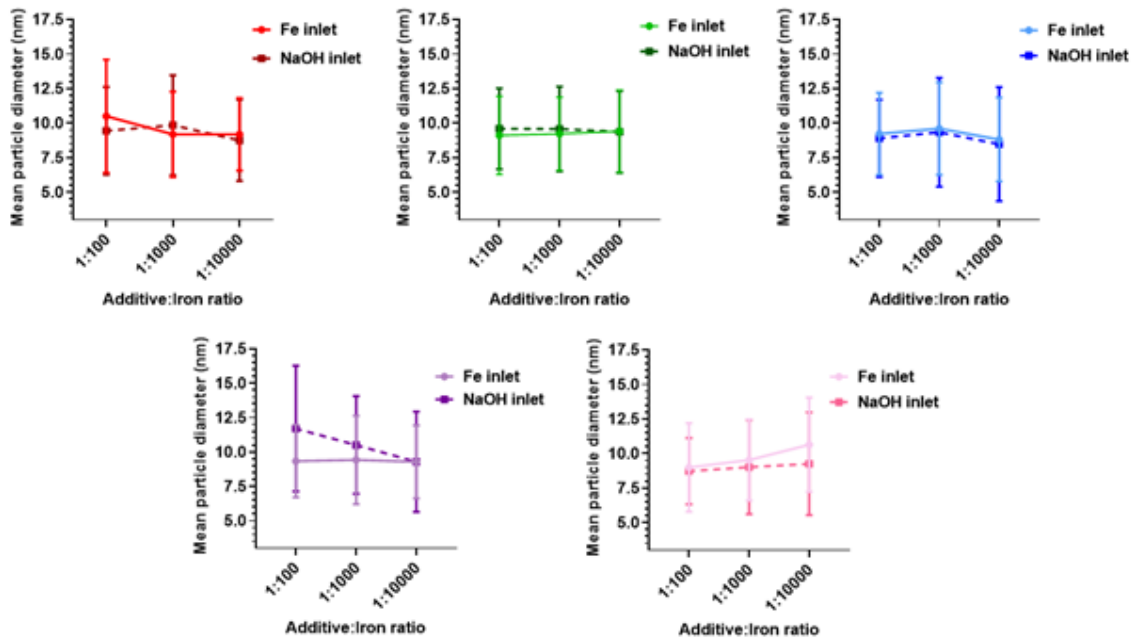 17.5
15.0
12.5
10.0
7.5
5.0
Mean particle diameter (nm)
Fe inlet
NaOH inlet
1:100
1:1000
1:10000
Additive:Iron ratio
17.5
15.0
12.5
10.0
7.5
5.0
Mean particle diameter (nm)
Fe inlet
NaOH inlet
1:100
1:1000
1:10000
Additive:Iron ratio
17.5
15.0
12.5
10.0
7.5
5.0
Mean particle diameter (nm)
Fe inlet
NaOH inlet
1:100
1:1000
1:10000
Additive:Iron ratio
17.5
15.0
12.5
10.0
7.5
5.0
Mean particle diameter (nm)
Fe inlet
NaOH inlet
1:100
1:1000
1:10000
Additive:Iron ratio
17.5
15.0
12.5
10.0
7.5
5.0
Mean particle diameter (nm)
Fe inlet
NaOH inlet
1:100
1:1000
1:10000
Additive:Iron ratio